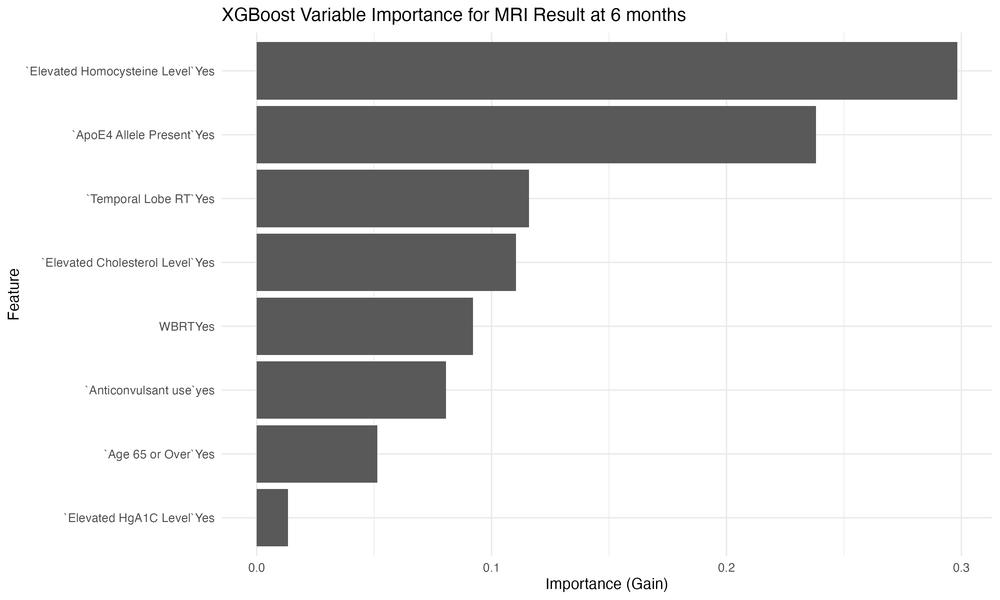 XGBoost Variable Importance for MRI Result at 6 months
Feature
`Elevated Homocysteine Level`Yes
`ApoE4 Allele Present`Yes
`Temporal Lobe RT`Yes
`Elevated Cholesterol Level`Yes
WBRTYes
`Anticonvulsant use`yes
`Age 65 or Over`Yes
`Elevated HgA1C Level`Yes
0.0 0.1 0.2 0.3
Importance (Gain)